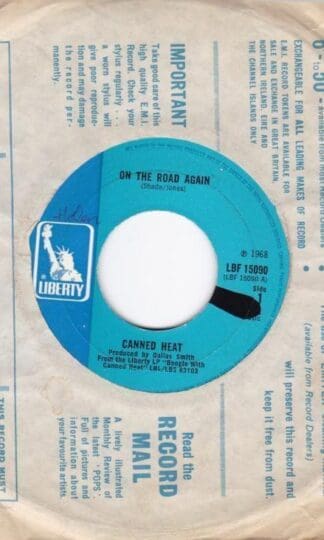 6-50
to
EXCHANGEABLE FOR ALL LEADING MAKES OF RECORD
E.M.I. RECORD TOKENS ARE AVAILABLE FOR
SALE AND EXCHANGE IN GREAT BRITAIN,
NORTHERN IRELAND, EIRE AND
THE CHANNEL ISLANDS ONLY
IMPORTANT
Take good care of this
high quality E.M.I.
Record. Check your
stylus regularly ...
a worn stylus will
give poor reproduc-
tion and may damage
the record per-
manently.
ON THE ROAD AGAIN
(Shade/Jones)
℗ 1968
LBF 15090
(LBF 15090 A)
Side
1
LIBERTY
CANNED HEAT
Produced by Dallas Smith
From the Liberty LP "Boogie With
Canned Heat" LBL/LBS 83103
(available from Record Dealers)
will preserve this record and
keep it free from dust.
Read the
RECORD
MAIL
A lively illustrated
Monthly Review of
the latest 'POPS'
Full of pictures and
information about
your favourite artists.
THIS RECORD MUST